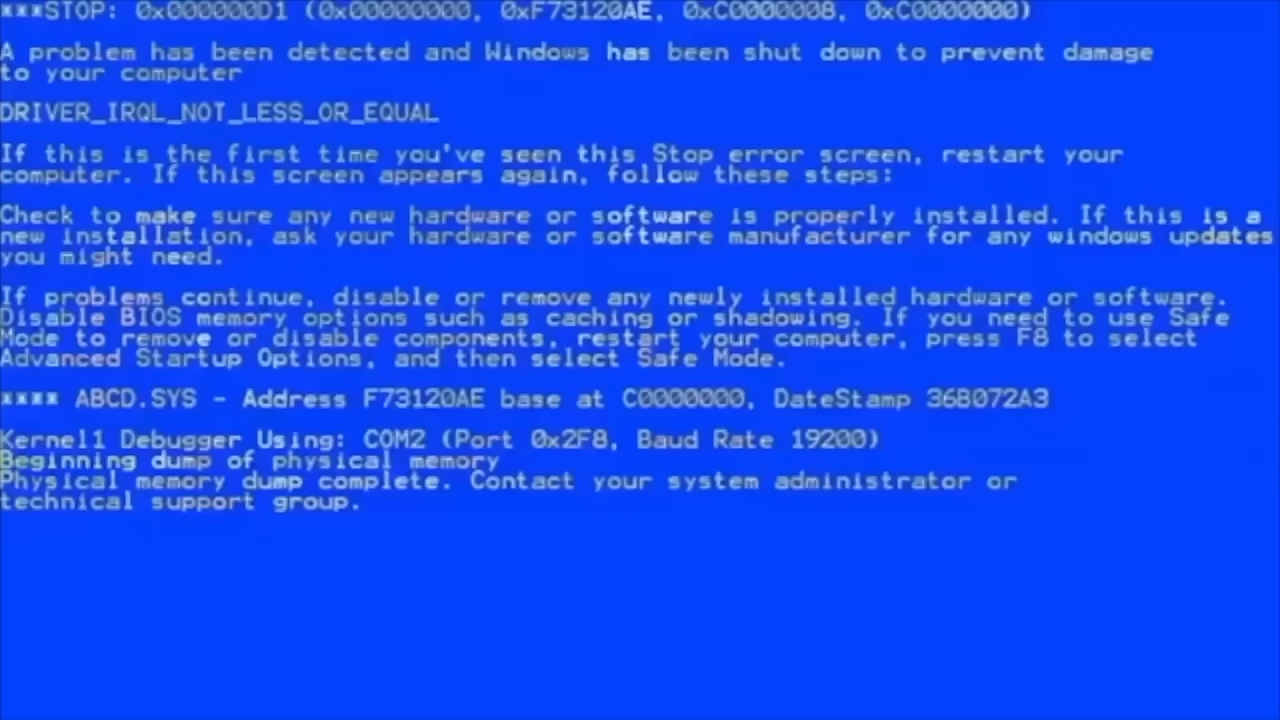 ***STOP: 0x000000D1 (0x00000000, 0xF73120AE, 0xC0000008, 0xC0000000)
A problem has been detected and Windows has been shut down to prevent damage
to your computer
DRIVER_IRQL_NOT_LESS_OR_EQUAL
If this is the first time you've seen this Stop error screen, restart your
computer. If this screen appears again, follow these steps:
Check to make sure any new hardware or software is properly installed. If this is a
new installation, ask your hardware or software manufacturer for any windows updates
you might need.
If problems continue, disable or remove any newly installed hardware or software.
Disable BIOS memory options such as caching or shadowing. If you need to use Safe
Mode to remove or disable components, restart your computer, press F8 to select
Advanced Startup Options, and then select Safe Mode.
**** ABCD.SYS - Address F73120AE base at C0000000, DateStamp 36B072A3
Kernel1 Debugger Using: COM2 (Port 0x2F8, Baud Rate 19200)
Beginning dump of physical memory
Physical memory dump complete. Contact your system administrator or
technical support group.